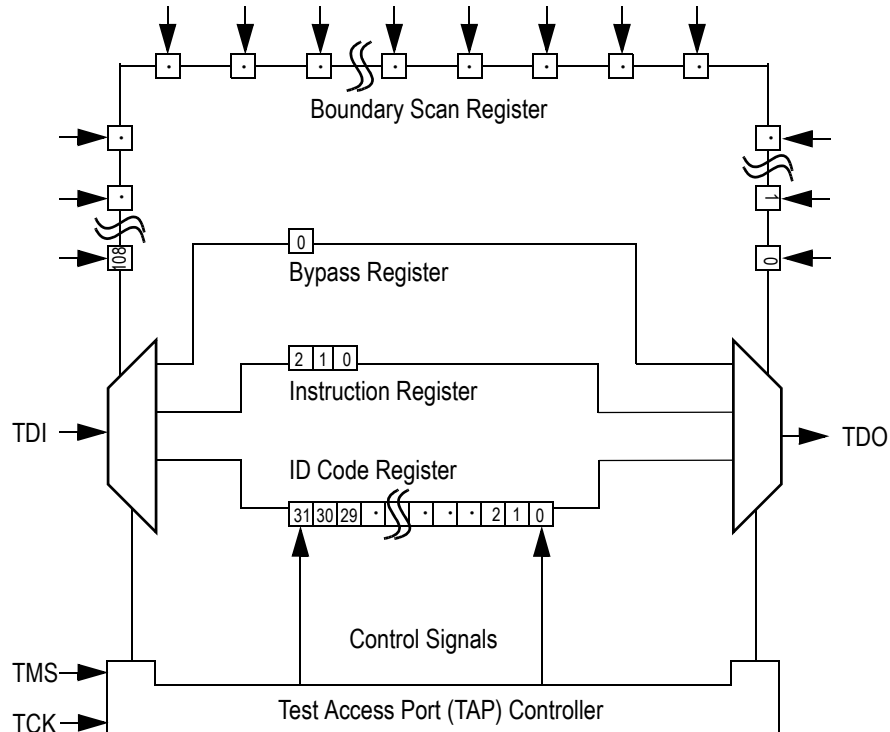 Boundary Scan Register
· · · · · · · ·
· ·
· 1
108 0
0
Bypass Register
2 1 0
Instruction Register
TDI TDO
ID Code Register
31 30 29 · · · · 2 1 0
Control Signals
TMS
Test Access Port (TAP) Controller
TCK